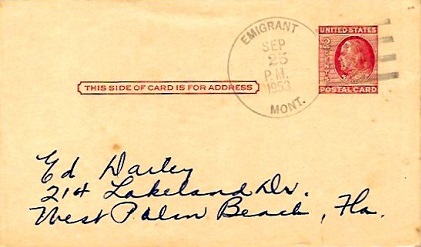 EMIGRANT
SEP
25
P.M.
1953
MONT.
UNITED STATES
POSTAL CARD
THIS SIDE OF CARD IS FOR ADDRESS
Ed Darley
214 Lakeland Dr.
West Palm Beach, Fla.